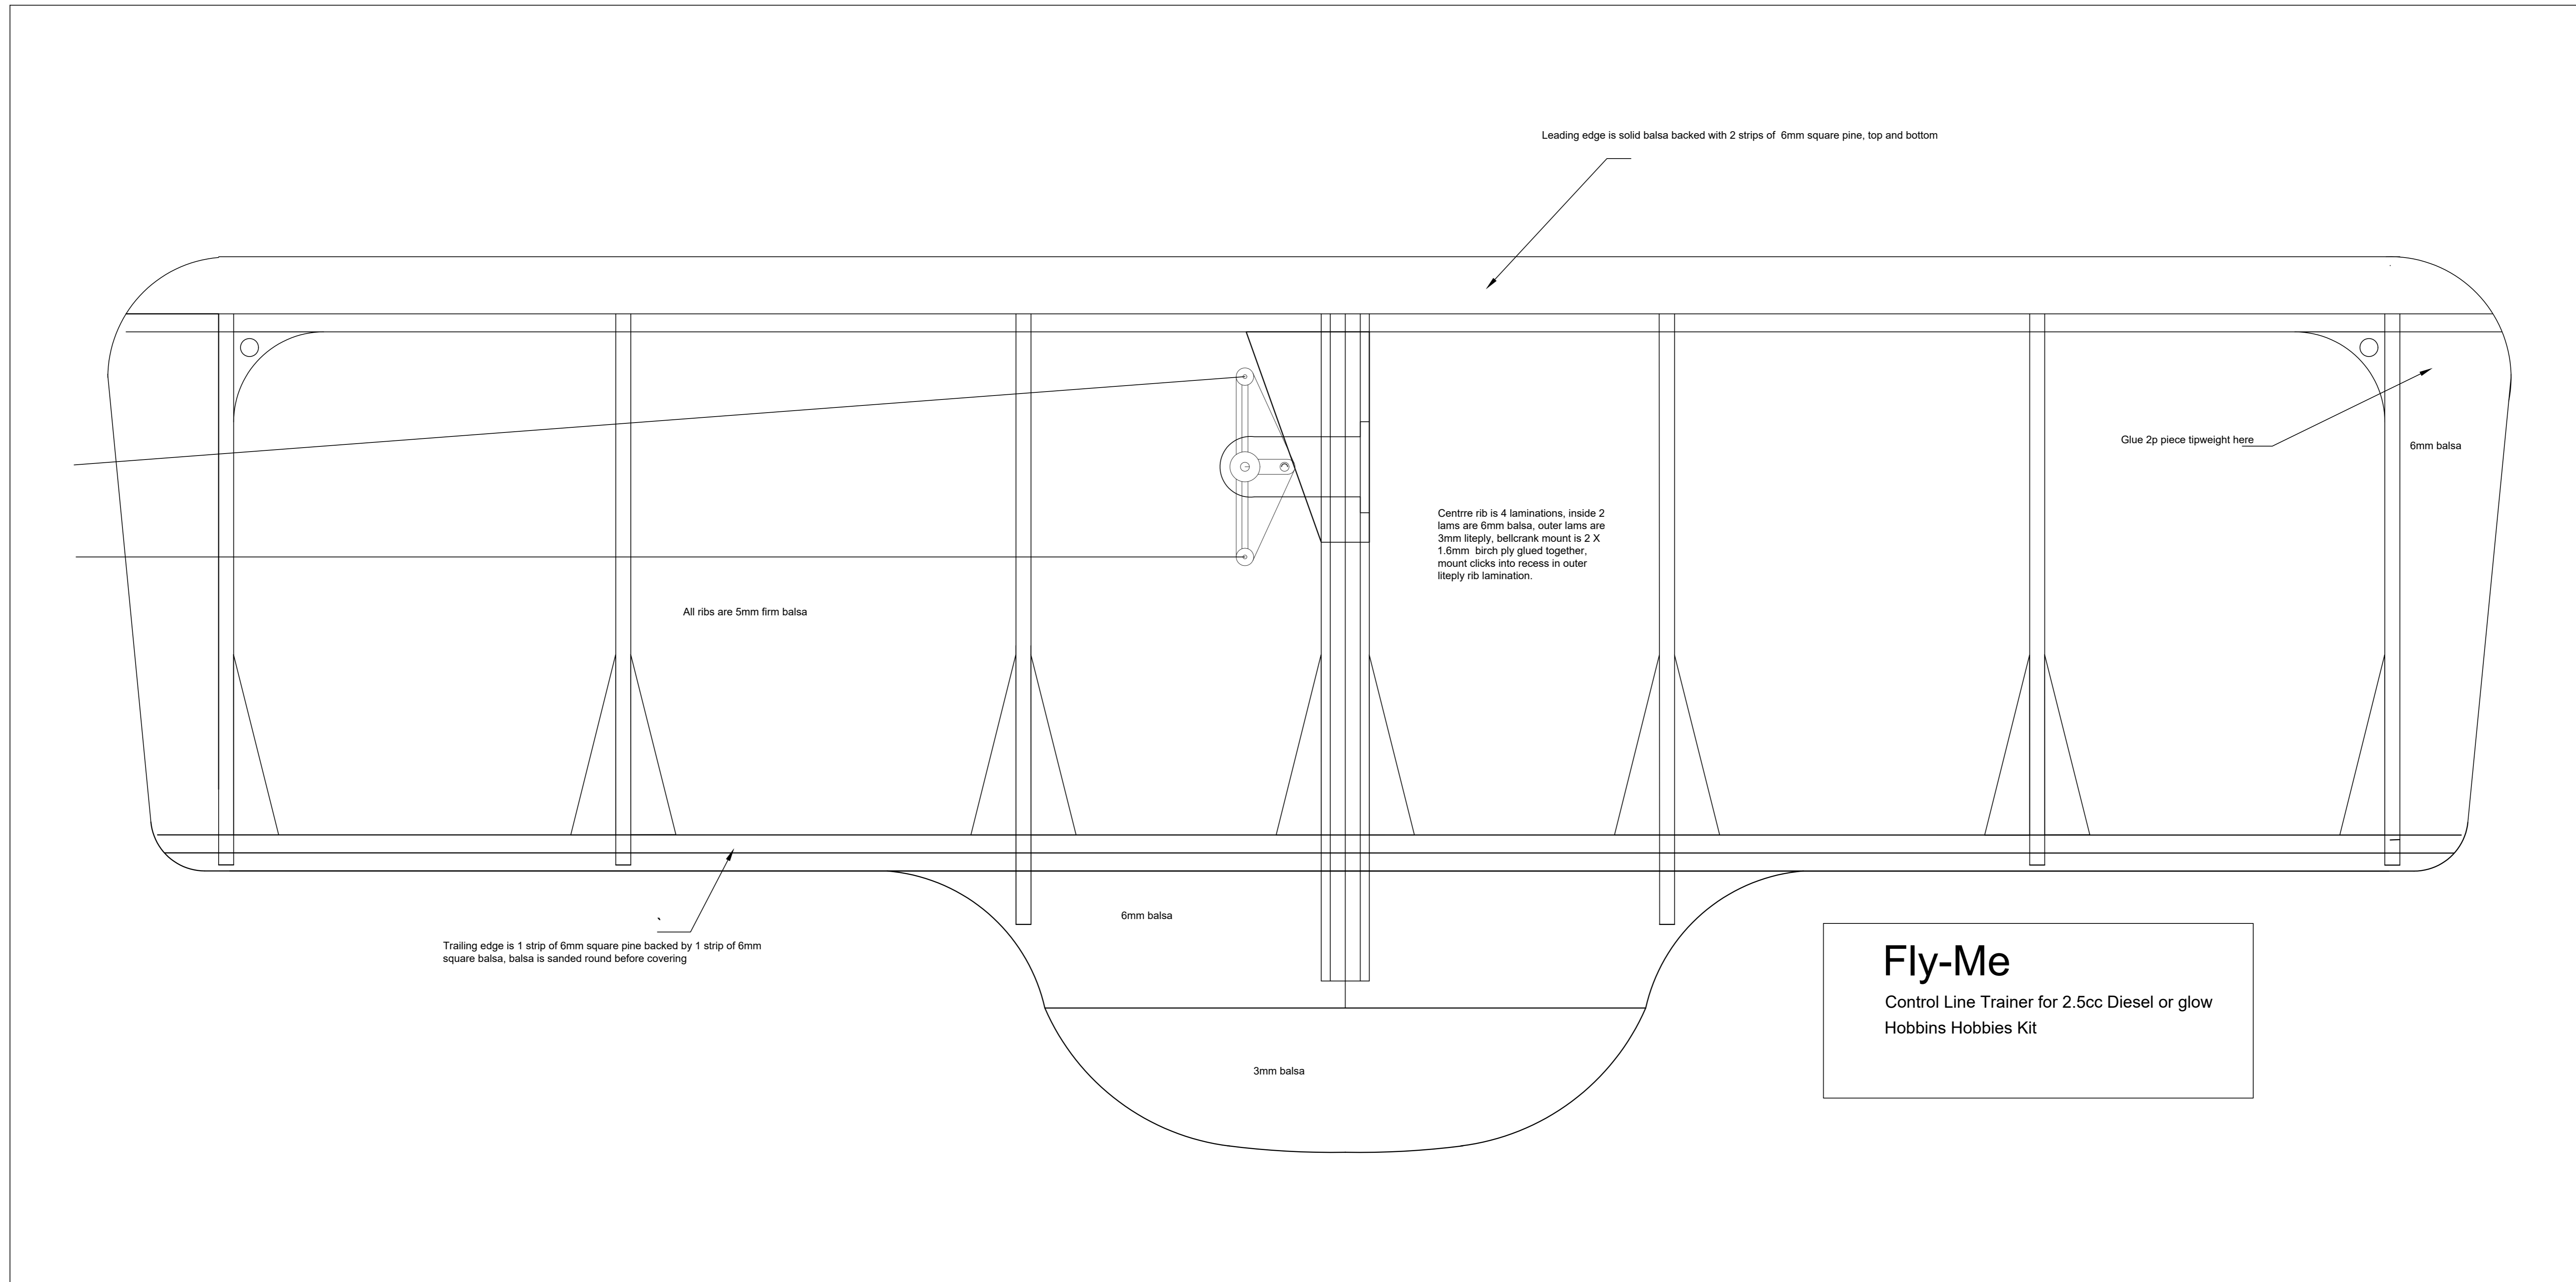 Leading edge is solid balsa backed with 2 strips of  6mm square pine, top and bottom
Glue 2p piece tipweight here
6mm balsa
Centrre rib is 4 laminations, inside 2
lams are 6mm balsa, outer lams are
3mm liteply, bellcrank mount is 2 X
1.6mm  birch ply glued together,
mount clicks into recess in outer
liteply rib lamination.
All ribs are 5mm firm balsa
6mm balsa
Trailing edge is 1 strip of 6mm square pine backed by 1 strip of 6mm
square balsa, balsa is sanded round before covering
Fly-Me
Control Line Trainer for 2.5cc Diesel or glow
Hobbins Hobbies Kit
3mm balsa